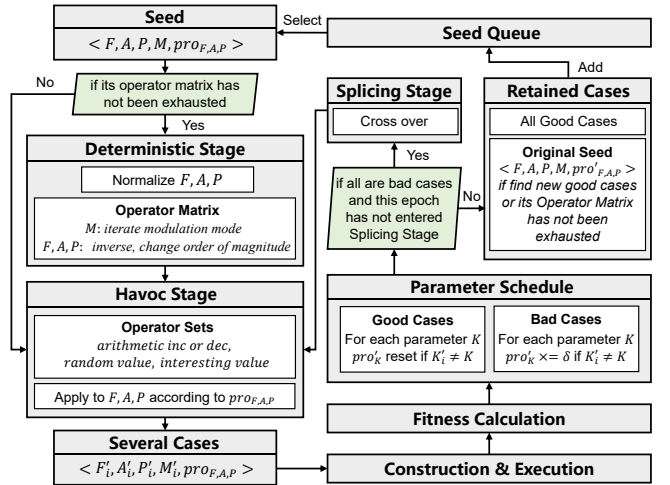 Seed
< F, A, P, M, pro_{F,A,P} >
Select
Seed Queue
Add
No
if its operator matrix has
not been exhausted
Yes
Deterministic Stage
Normalize F, A, P
Operator Matrix
M: iterate modulation mode
F, A, P: inverse, change order of magnitude
Havoc Stage
Operator Sets
arithmetic inc or dec,
random value, interesting value
Apply to F, A, P according to pro_{F,A,P}
Several Cases
< F'_i, A'_i, P'_i, M'_i, pro_{F,A,P} >
Splicing Stage
Cross over
Yes
if all are bad cases
and this epoch
has not entered
Splicing Stage
No
Retained Cases
All Good Cases
Original Seed
< F, A, P, M, pro'_{F,A,P} >
if find new good cases
or its Operator Matrix
has not been
exhausted
Parameter Schedule
Good Cases
For each parameter K
pro'_K reset if K'_i ≠ K
Bad Cases
For each parameter K
pro'_K ×= δ if K'_i ≠ K
Fitness Calculation
Construction & Execution